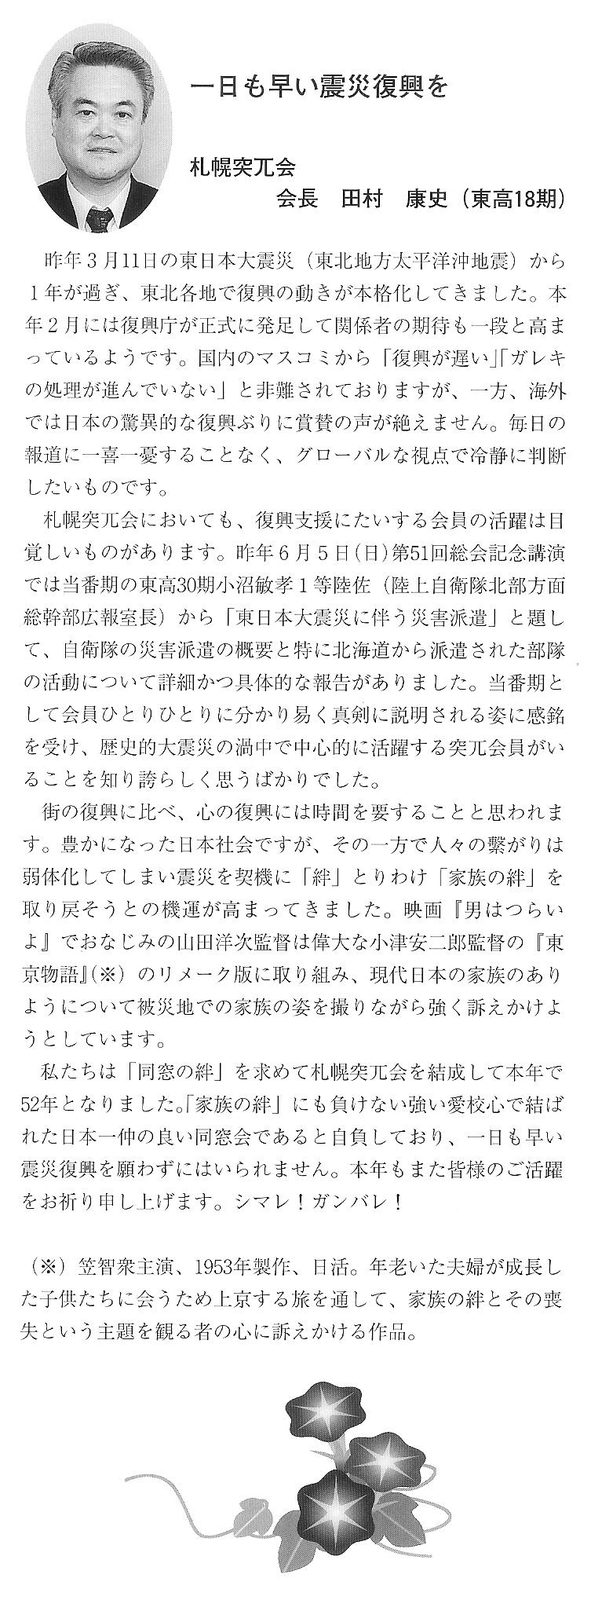 一日も早い震災復興を
札幌突兀会
会長　田村　康史（東高18期）
　昨年３月11日の東日本大震災（東北地方太平洋沖地震）から
１年が過ぎ、東北各地で復興の動きが本格化してきました。本
年２月には復興庁が正式に発足して関係者の期待も一段と高ま
っているようです。国内のマスコミから「復興が遅い」「ガレキ
の処理が進んでいない」と非難されておりますが、一方、海外
では日本の驚異的な復興ぶりに賞賛の声が絶えません。毎日の
報道に一喜一憂することなく、グローバルな視点で冷静に判断
したいものです。
　札幌突兀会においても、復興支援にたいする会員の活躍は目
覚しいものがあります。昨年６月５日(日)第51回総会記念講演
では当番期の東高30期小沼敏孝１等陸佐（陸上自衛隊北部方面
総幹部広報室長）から「東日本大震災に伴う災害派遣」と題し
て、自衛隊の災害派遣の概要と特に北海道から派遣された部隊
の活動について詳細かつ具体的な報告がありました。当番期と
して会員ひとりひとりに分かり易く真剣に説明される姿に感銘
を受け、歴史的大震災の渦中で中心的に活躍する突兀会員がい
ることを知り誇らしく思うばかりでした。
　街の復興に比べ、心の復興には時間を要することと思われま
す。豊かになった日本社会ですが、その一方で人々の繋がりは
弱体化してしまい震災を契機に「絆」とりわけ「家族の絆」を
取り戻そうとの機運が高まってきました。映画『男はつらい
よ』でおなじみの山田洋次監督は偉大な小津安二郎監督の『東
京物語』（※）のリメーク版に取り組み、現代日本の家族のあり
ようについて被災地での家族の姿を撮りながら強く訴えかけよ
うとしています。
　私たちは「同窓の絆」を求めて札幌突兀会を結成して本年で
52年となりました。「家族の絆」にも負けない強い愛校心で結ば
れた日本一仲の良い同窓会であると自負しており、一日も早い
震災復興を願わずにはいられません。本年もまた皆様のご活躍
をお祈り申し上げます。シマレ！ガンバレ！
（※）笠智衆主演、1953年製作、日活。年老いた夫婦が成長し
た子供たちに会うため上京する旅を通して、家族の絆とその喪
失という主題を観る者の心に訴えかける作品。